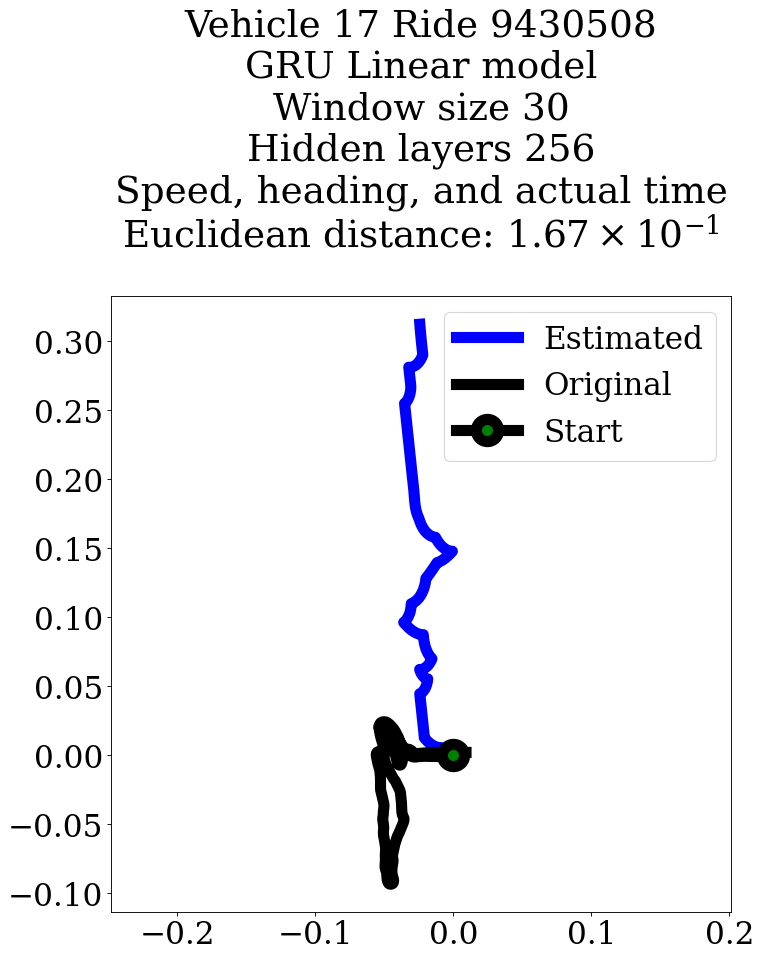 Vehicle 17 Ride 9430508
GRU Linear model
Window size 30
Hidden layers 256
Speed, heading, and actual time
Euclidean distance: 1.67 × 10⁻¹
Estimated
Original
Start
0.30
0.25
0.20
0.15
0.10
0.05
0.00
−0.05
−0.10
−0.2 −0.1 0.0 0.1 0.2